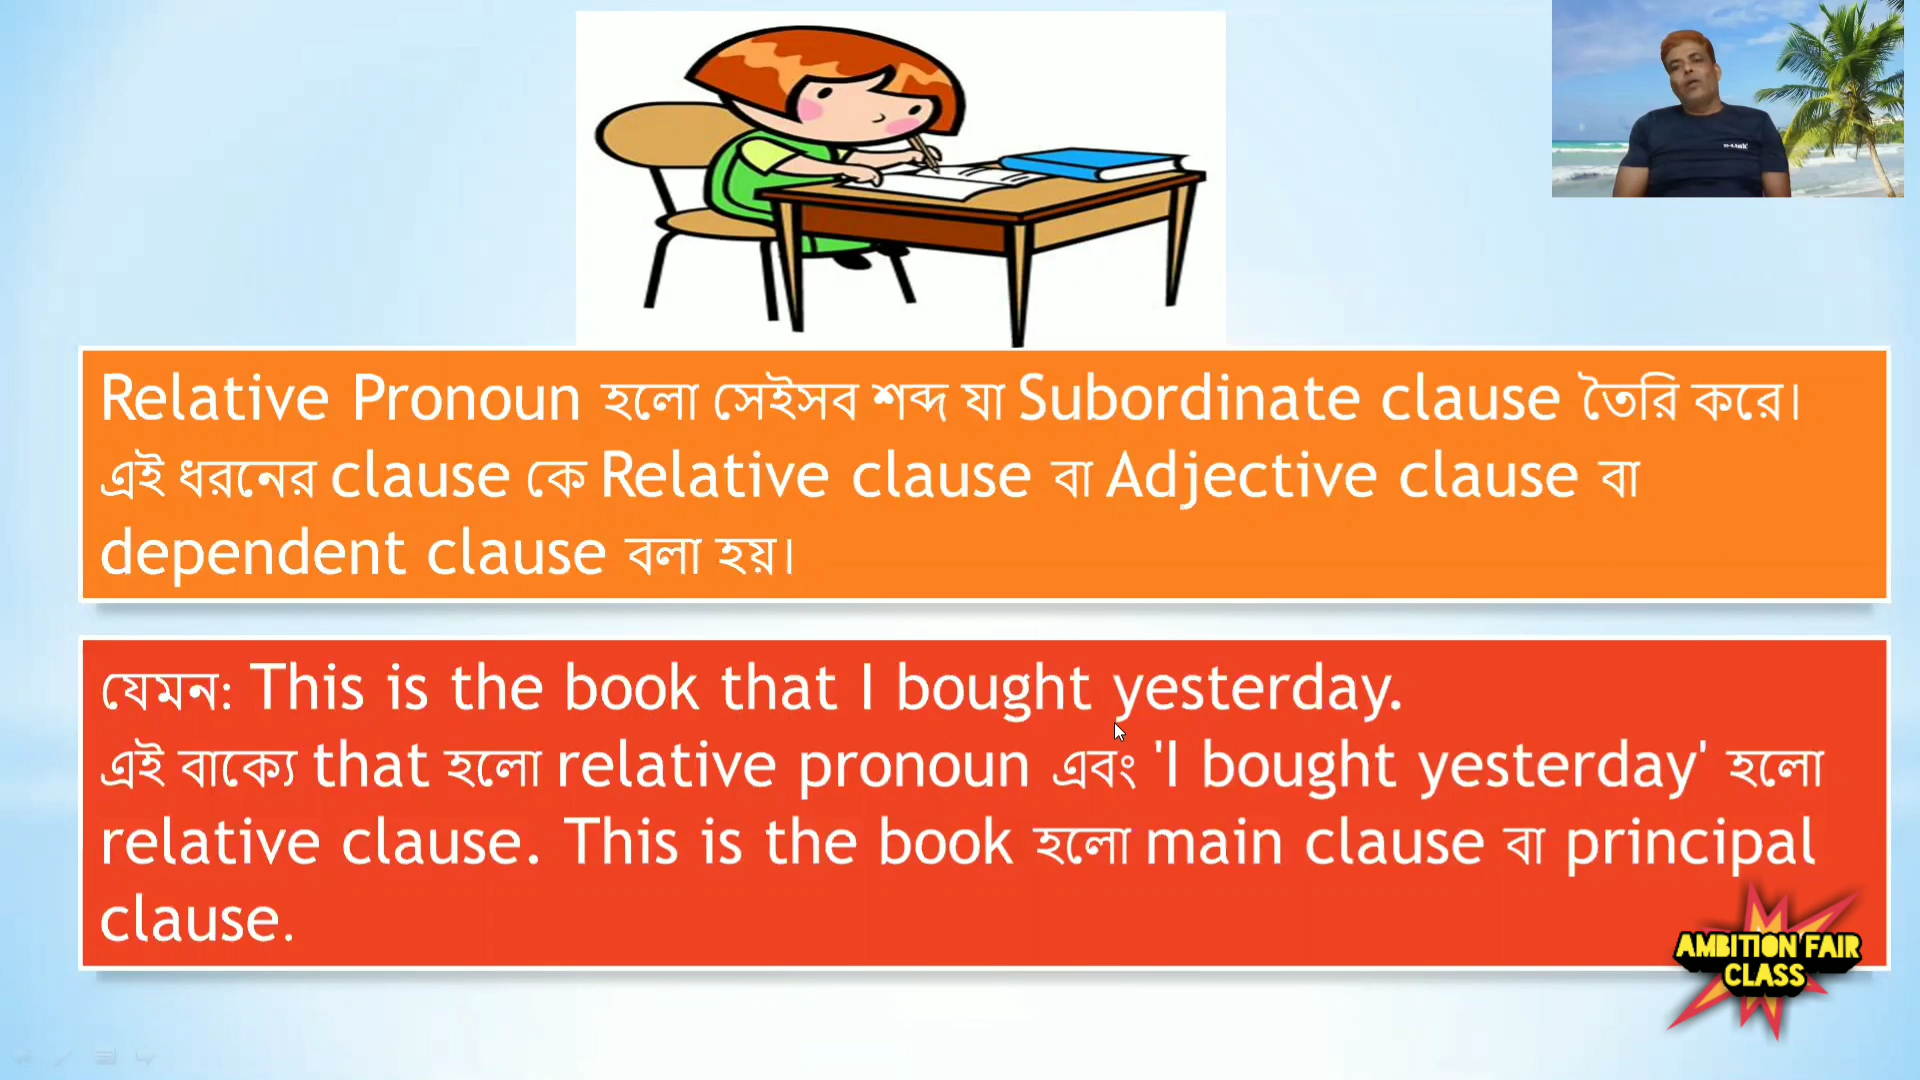 Relative Pronoun হলো সেইসব শব্দ যা Subordinate clause তৈরি করে।
এই ধরনের clause কে Relative clause বা Adjective clause বা
dependent clause বলা হয়।
যেমন: This is the book that I bought yesterday.
এই বাক্যে that হলো relative pronoun এবং 'I bought yesterday' হলো
relative clause. This is the book হলো main clause বা principal
clause.
AMBITION FAIR
CLASS